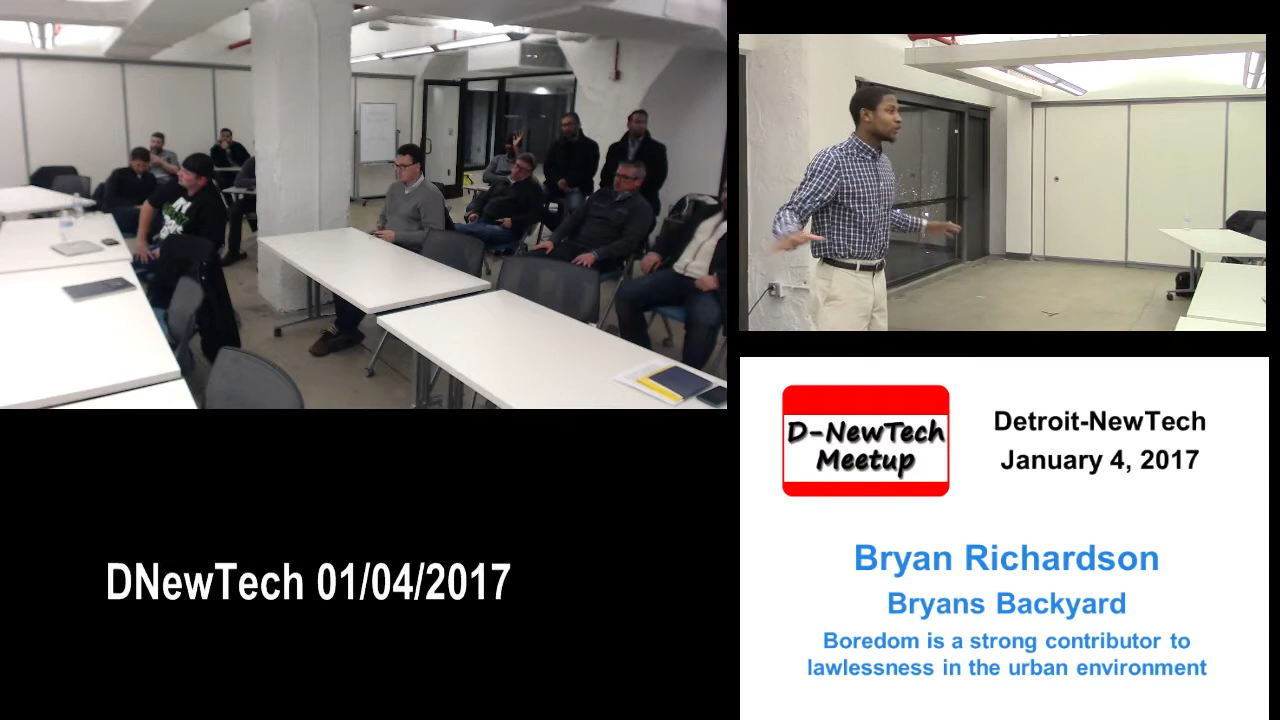 D-NewTech
Meetup
Detroit-NewTech
January 4, 2017
Bryan Richardson
Bryans Backyard
Boredom is a strong contributor to
lawlessness in the urban environment
DNewTech 01/04/2017